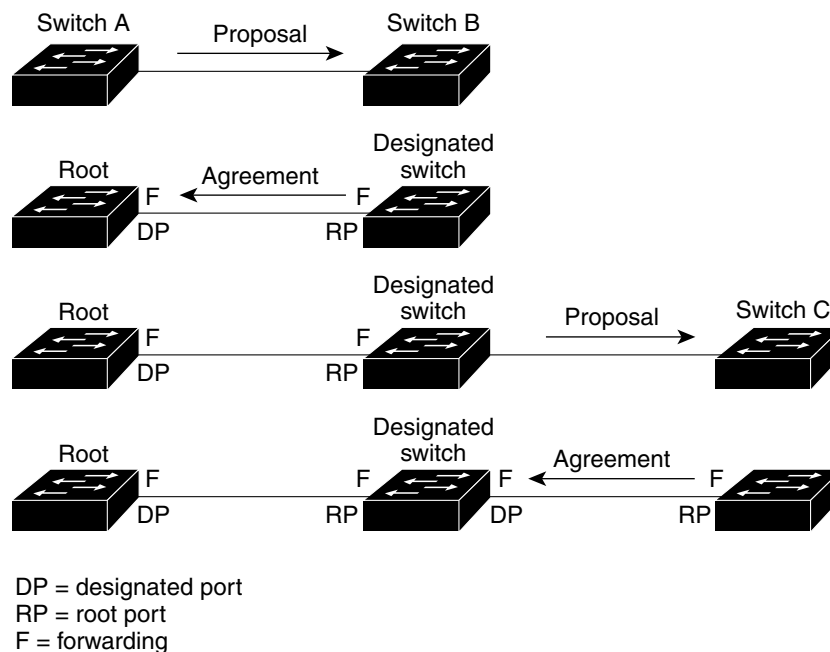 Switch A
Proposal
Switch B
Root
F
Agreement
F
Designated
switch
DP
RP
Root
F
F
Designated
switch
Proposal
Switch C
DP
RP
Root
F
F
Designated
switch
F
Agreement
F
DP
RP
DP
RP
DP = designated port
RP = root port
F = forwarding